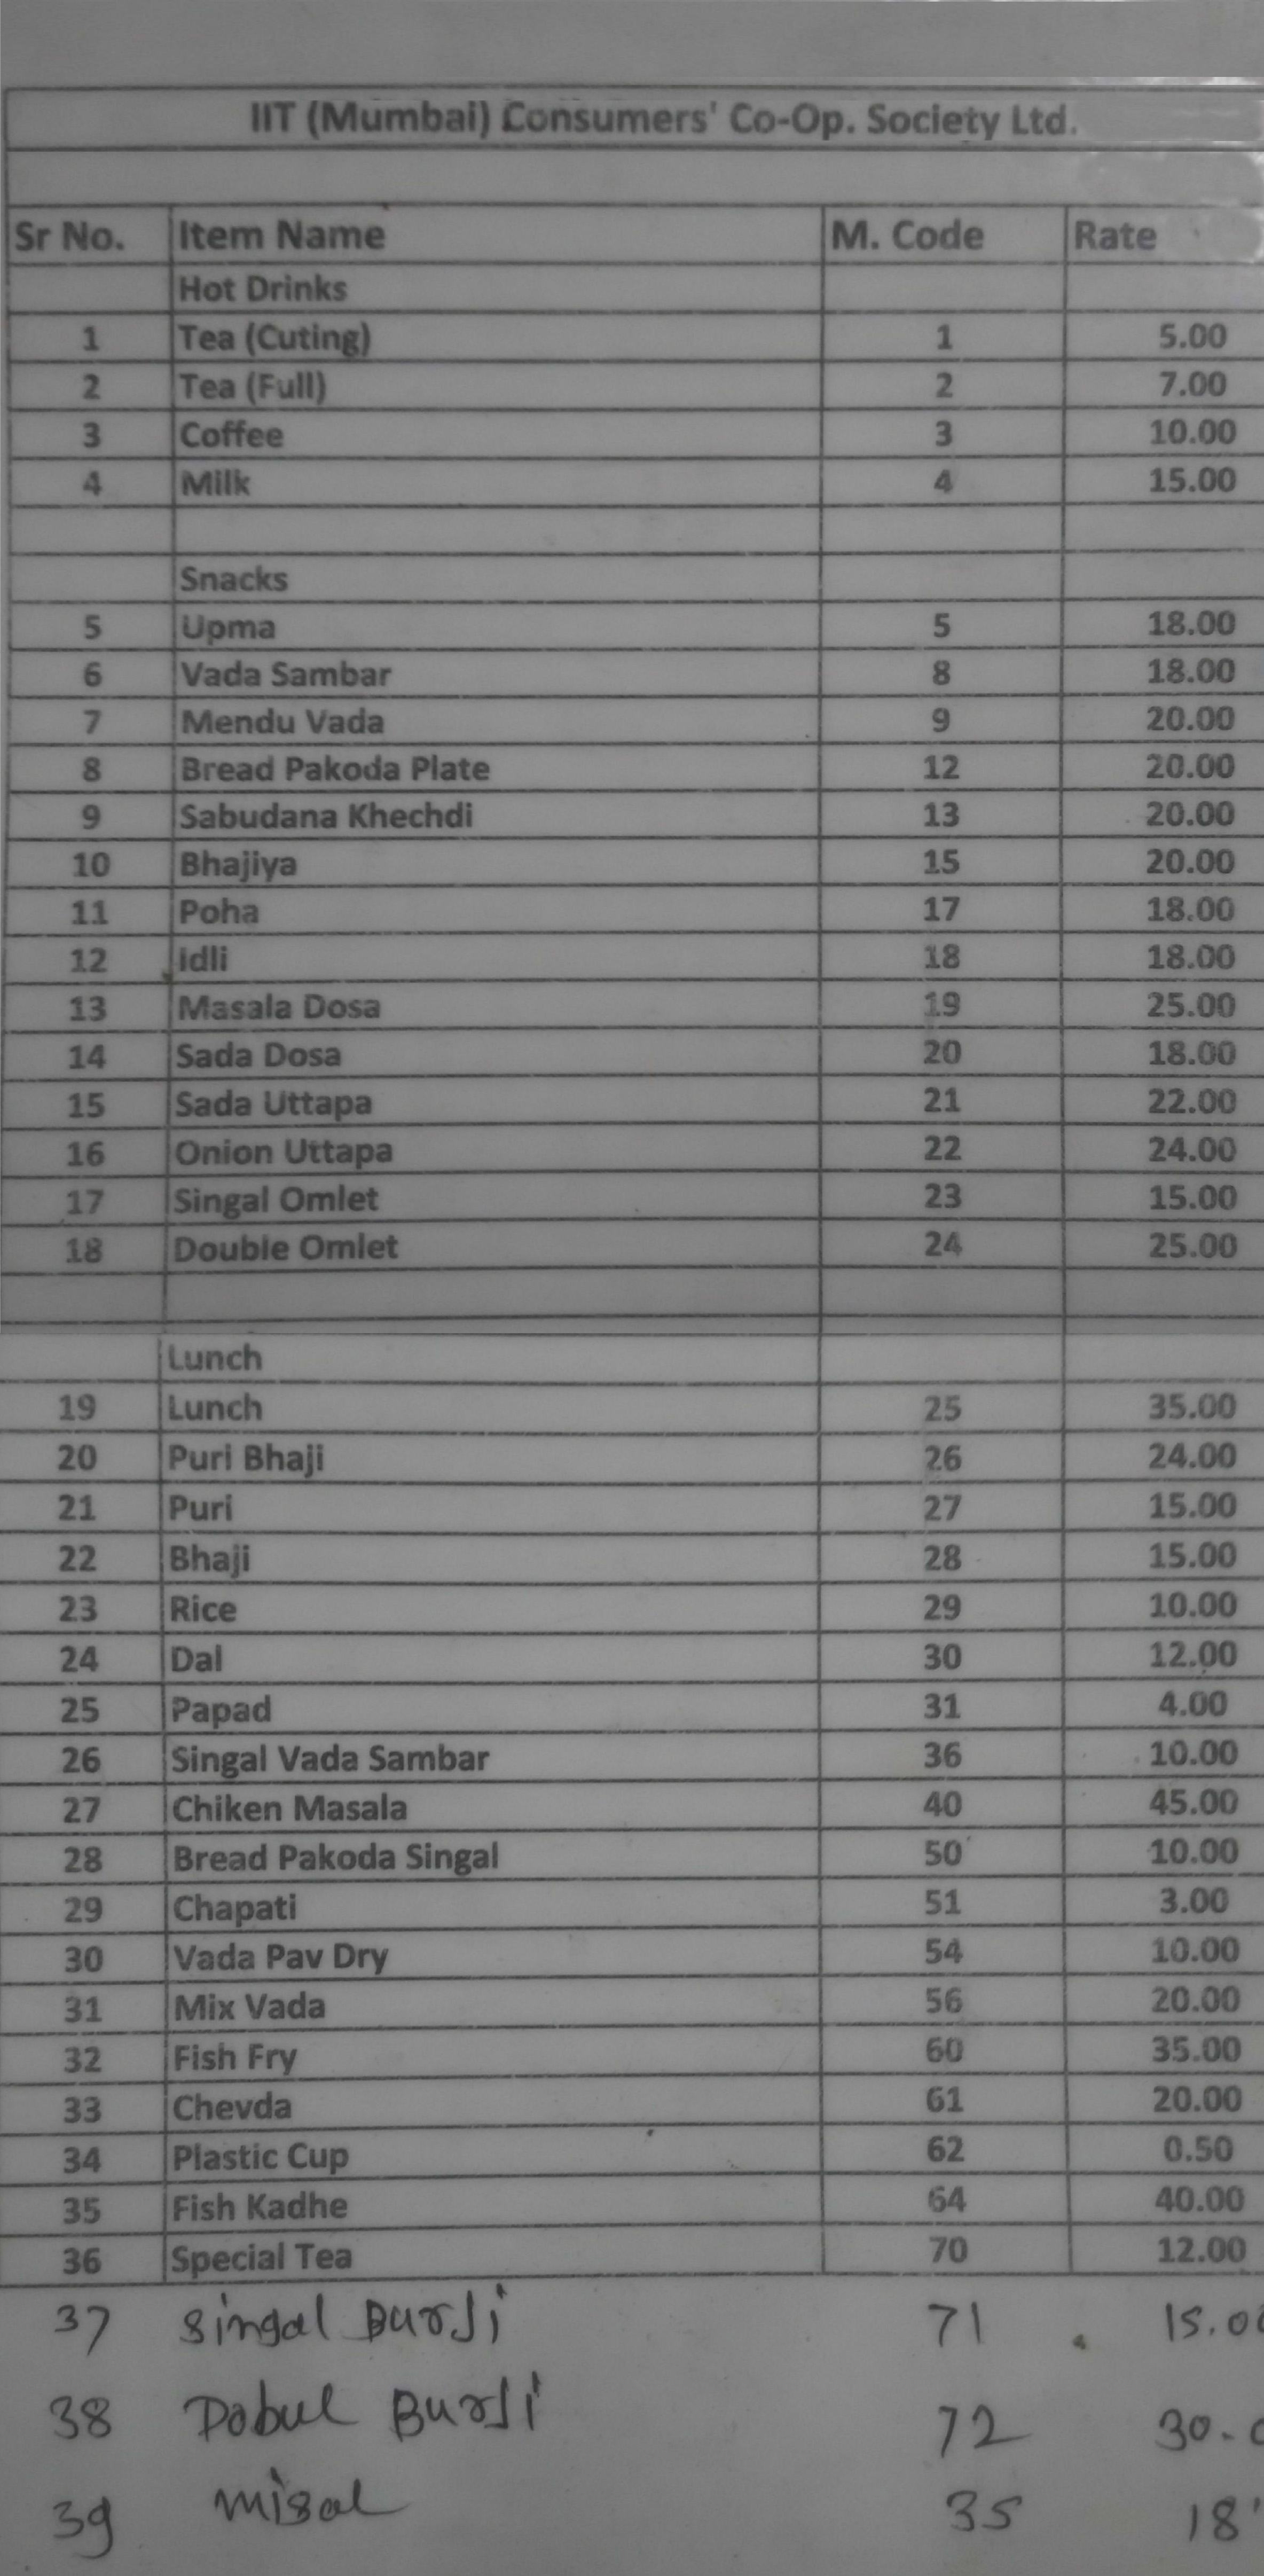 IIT (Mumbai) Consumers' Co-Op. Society Ltd.
Sr No. Item Name M. Code Rate
Hot Drinks
1 Tea (Cuting) 1 5.00
2 Tea (Full) 2 7.00
3 Coffee 3 10.00
4 Milk 4 15.00
Snacks
5 Upma 5 18.00
6 Vada Sambar 8 18.00
7 Mendu Vada 9 20.00
8 Bread Pakoda Plate 12 20.00
9 Sabudana Khechdi 13 20.00
10 Bhajiya 15 20.00
11 Poha 17 18.00
12 Idli 18 18.00
13 Masala Dosa 19 25.00
14 Sada Dosa 20 18.00
15 Sada Uttapa 21 22.00
16 Onion Uttapa 22 24.00
17 Singal Omlet 23 15.00
18 Double Omlet 24 25.00
Lunch
19 Lunch 25 35.00
20 Puri Bhaji 26 24.00
21 Puri 27 15.00
22 Bhaji 28 15.00
23 Rice 29 10.00
24 Dal 30 12.00
25 Papad 31 4.00
26 Singal Vada Sambar 36 10.00
27 Chiken Masala 40 45.00
28 Bread Pakoda Singal 50 10.00
29 Chapati 51 3.00
30 Vada Pav Dry 54 10.00
31 Mix Vada 56 20.00
32 Fish Fry 60 35.00
33 Chevda 61 20.00
34 Plastic Cup 62 0.50
35 Fish Kadhe 64 40.00
36 Special Tea 70 12.00
37 Singal Burji 71 15.00
38 Dobul Burji 72 30.0
39 misal 35 18